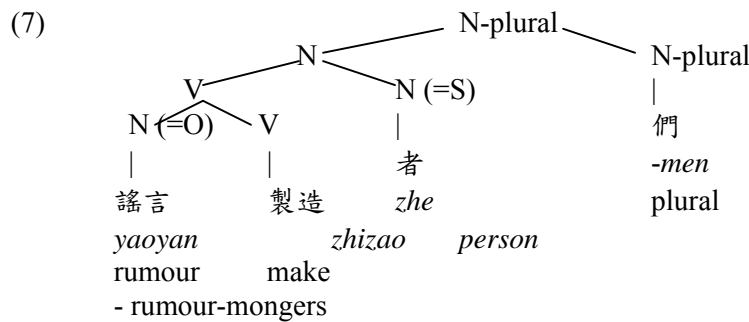 (7) N-plural
N N-plural
V N (=S) |
N (=O) V | 們
| | 者 -men
謠言 製造 zhe plural
yaoyan zhizao person
rumour make
- rumour-mongers